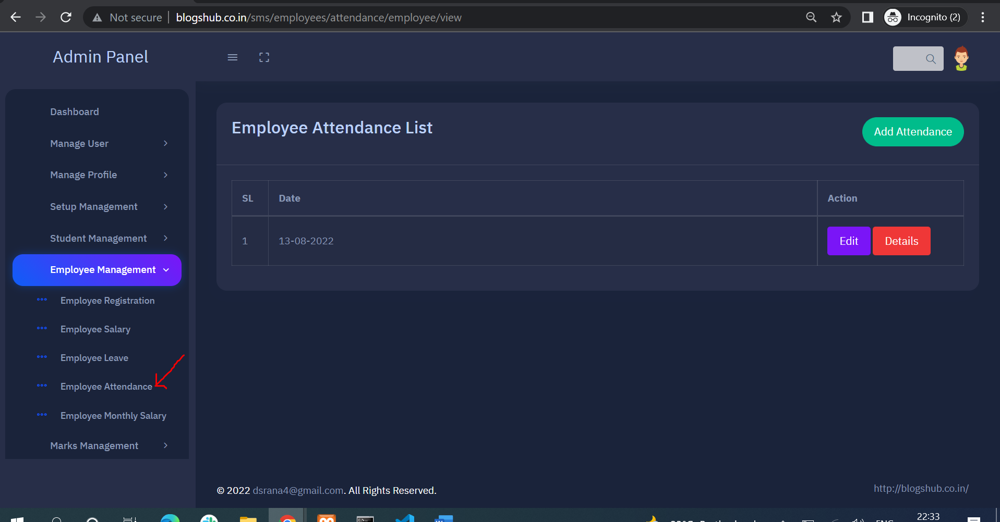 Not secure blogshub.co.in/sms/employees/attendance/employee/view Incognito (2)
Admin Panel
Dashboard
Manage User
Manage Profile
Setup Management
Student Management
Employee Management
Employee Registration
Employee Salary
Employee Leave
Employee Attendance
Employee Monthly Salary
Marks Management
Employee Attendance List
Add Attendance
SL Date Action
1 13-08-2022 Edit Details
© 2022 dsrana4@gmail.com. All Rights Reserved.
http://blogshub.co.in/
22:33